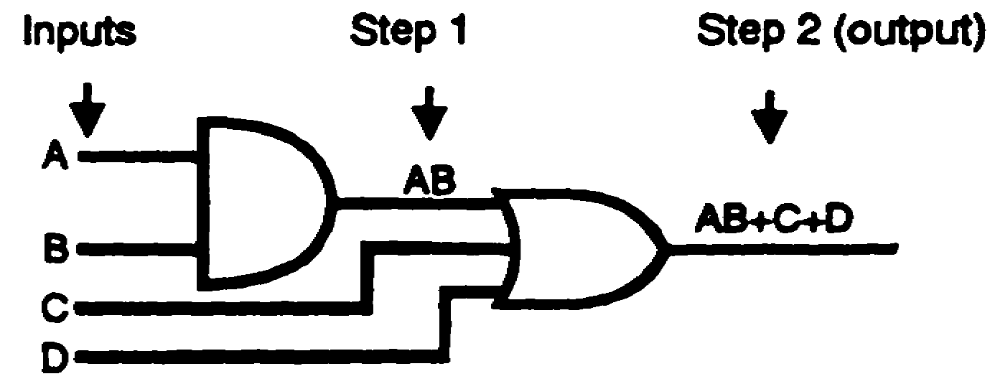 Inputs Step 1 Step 2 (output)
A
AB
AB+C+D
B
C
D